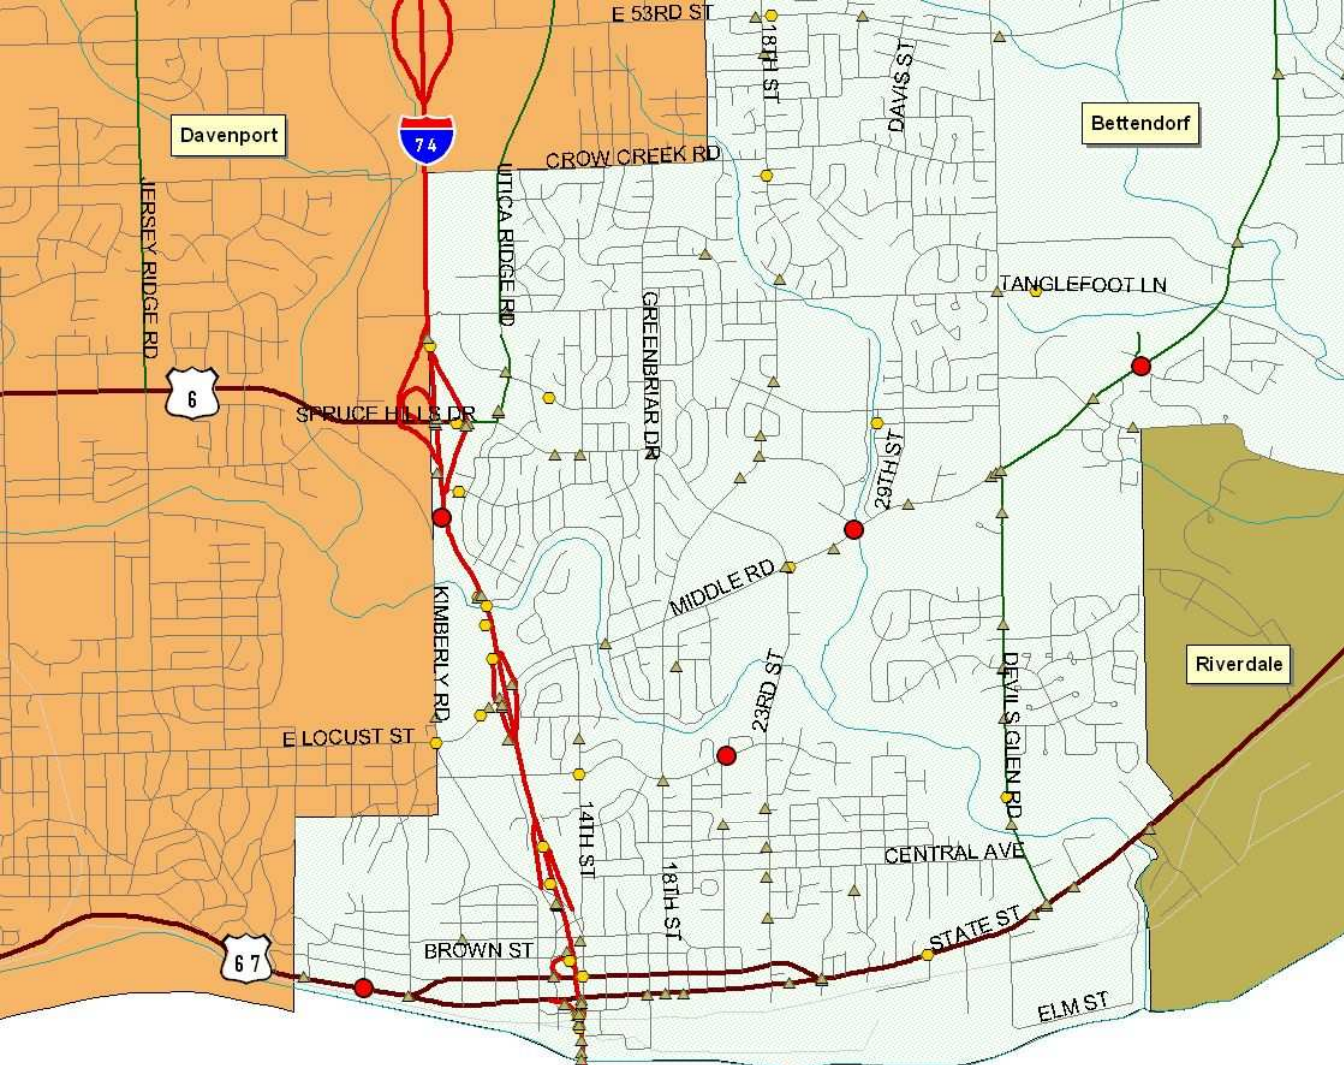 E 53RD ST
18TH ST
DAVIS ST
Davenport
74
Bettendorf
CROW CREEK RD
JERSEY RIDGE RD
UTICA RIDGE RD
TANGLEFOOT LN
GREENBRIAR DR
6
SPRUCE HILLS DR
29TH ST
MIDDLE RD
KIMBERLY RD
23RD ST
DEVILS GLEN RD
Riverdale
E LOCUST ST
14TH ST
CENTRAL AVE
18TH ST
STATE ST
BROWN ST
67
ELM ST